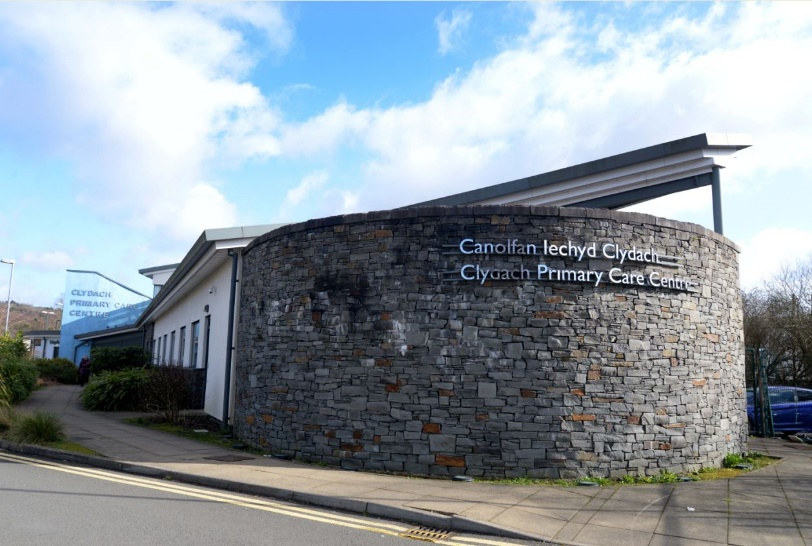 Canolfan Iechyd Clydach
Clydach Primary Care Centre
CLYDACH
PRIMARY CARE
CENTRE